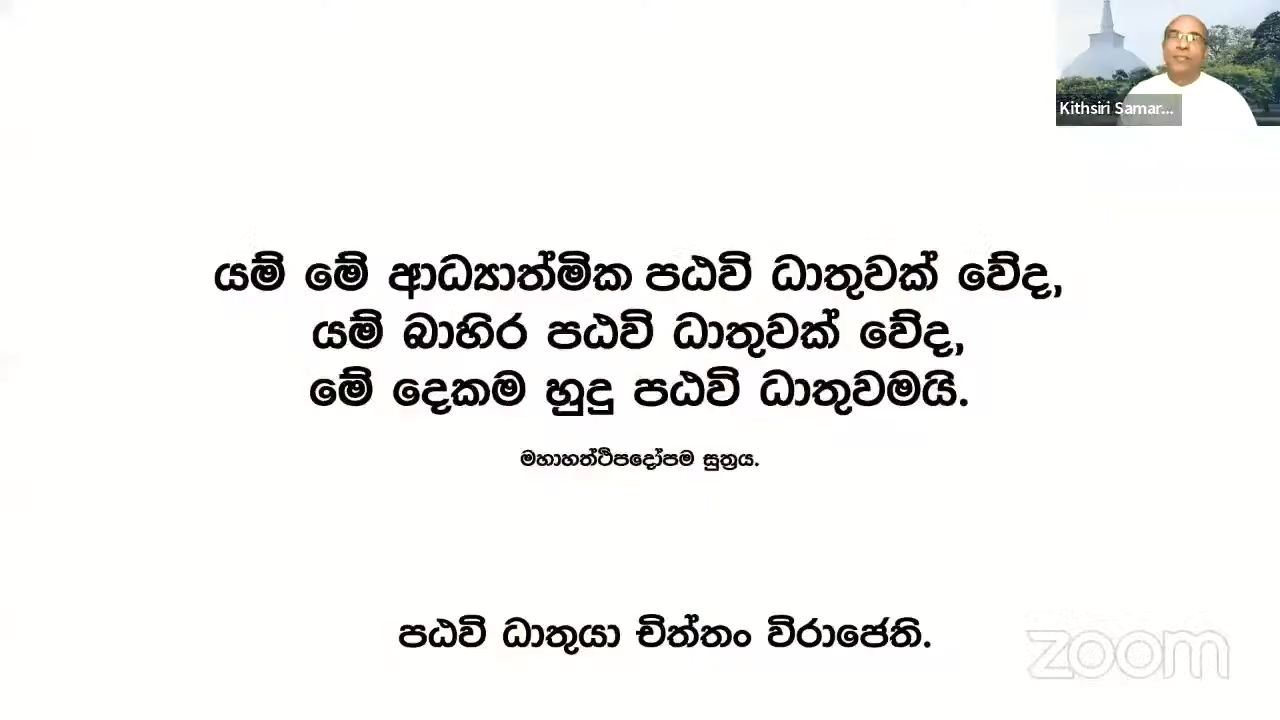 Kithsiri Samar...
යම් මේ ආධ්‍යාත්මික පඨවි ධාතුවක් වේද,
යම් බාහිර පඨවි ධාතුවක් වේද,
මේ දෙකම හුදු පඨවි ධාතුවමයි.
මහාහත්ථිපදෝපම සුත්‍රය.
පඨවි ධාතුයා චිත්තං විරාජෙති.
zoom